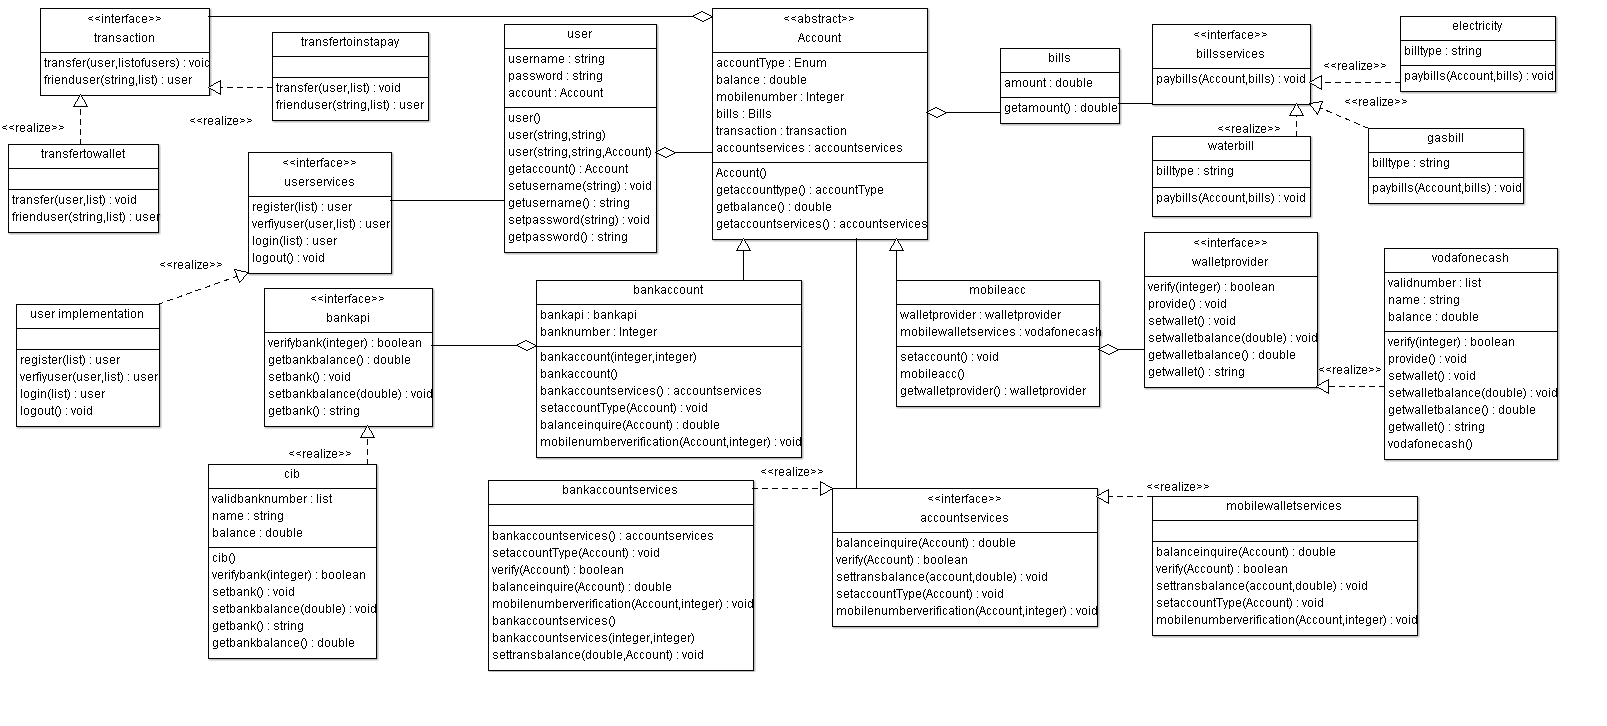 <<interface>>
transaction
transfer(user,listofusers) : void
frienduser(string,list) : user
<<realize>>
transfertoinstapay
transfer(user,list) : void
frienduser(string,list) : user
<<realize>>
transfertowallet
transfer(user,list) : void
frienduser(string,list) : user
<<interface>>
userservices
register(list) : user
verfiyuser(user,list) : user
login(list) : user
logout() : void
<<realize>>
user implementation
register(list) : user
verfiyuser(user,list) : user
login(list) : user
logout() : void
user
username : string
password : string
account : Account
user()
user(string,string)
user(string,string,Account)
getaccount() : Account
setusername(string) : void
getusername() : string
setpassword(string) : void
getpassword() : string
<<abstract>>
Account
accountType : Enum
balance : double
mobilenumber : Integer
bills : Bills
transaction : transaction
accountservices : accountservices
Account()
getaccounttype() : accountType
getbalance() : double
getaccountservices() : accountservices
bills
amount : double
getamount() : double
<<interface>>
billsservices
paybills(Account,bills) : void
<<realize>>
electricity
billtype : string
paybills(Account,bills) : void
<<realize>>
gasbill
billtype : string
paybills(Account,bills) : void
<<realize>>
waterbill
billtype : string
paybills(Account,bills) : void
<<interface>>
bankapi
verifybank(integer) : boolean
getbankbalance() : double
setbank() : void
setbankbalance(double) : void
getbank() : string
<<realize>>
cib
validbanknumber : list
name : string
balance : double
cib()
verifybank(integer) : boolean
setbank() : void
setbankbalance(double) : void
getbank() : string
getbankbalance() : double
bankaccount
bankapi : bankapi
banknumber : Integer
bankaccount(integer,integer)
bankaccount()
bankaccountservices() : accountservices
setaccountType(Account) : void
balanceinquire(Account) : double
mobilenumberverification(Account,integer) : void
mobileacc
walletprovider : walletprovider
mobilewalletservices : vodafonecash
setaccount() : void
mobileacc()
getwalletprovider() : walletprovider
<<interface>>
walletprovider
verify(integer) : boolean
provide() : void
setwallet() : void
setwalletbalance(double) : void
getwalletbalance() : double
getwallet() : string
<<realize>>
vodafonecash
validnumber : list
name : string
balance : double
verify(integer) : boolean
provide() : void
setwallet() : void
setwalletbalance(double) : void
getwalletbalance() : double
getwallet() : string
vodafonecash()
bankaccountservices
bankaccountservices() : accountservices
setaccountType(Account) : void
verify(Account) : boolean
balanceinquire(Account) : double
mobilenumberverification(Account,integer) : void
bankaccountservices()
bankaccountservices(integer,integer)
settransbalance(double,Account) : void
<<realize>>
<<interface>>
accountservices
balanceinquire(Account) : double
verify(Account) : boolean
settransbalance(account,double) : void
setaccountType(Account) : void
mobilenumberverification(Account,integer) : void
<<realize>>
mobilewalletservices
balanceinquire(Account) : double
verify(Account) : boolean
settransbalance(account,double) : void
setaccountType(Account) : void
mobilenumberverification(Account,integer) : void